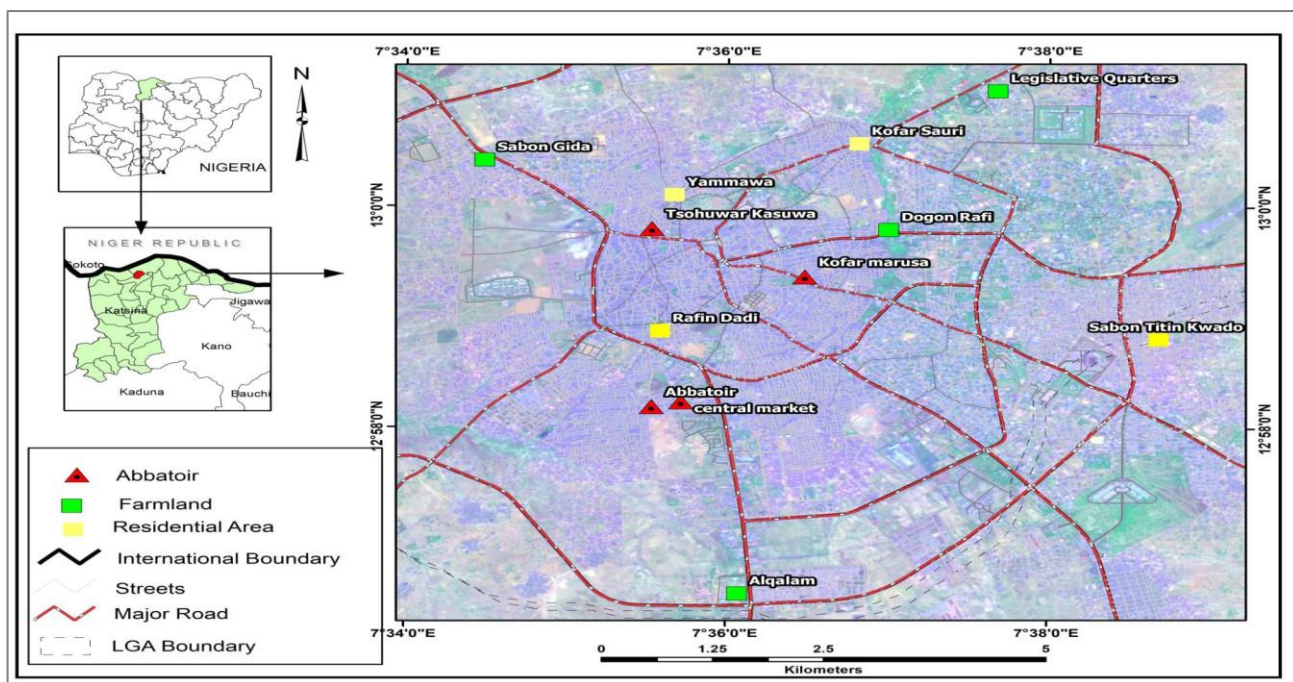 7°34'0"E 7°36'0"E 7°38'0"E
N
NIGERIA
NIGER REPUBLIC
Sokoto
Katsina
Jigawa
Kano
Kaduna
Bauchi
Legislative Quarters
Kofar Sauri
Sabon Gida
Yammawa
13°0'0"N
13°0'0"N
Tsohuwar Kasuwa
Dogon Rafi
Kofar marusa
Rafin Dadi
Sabon Titin Kwado
Abbatoir
central market
12°58'0"N
12°58'0"N
Alqalam
7°34'0"E 7°36'0"E 7°38'0"E
0 1.25 2.5 5
Kilometers
Abbatoir
Farmland
Residential Area
International Boundary
Streets
Major Road
LGA Boundary